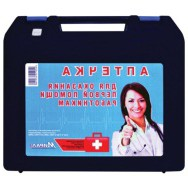 АПТЕЧКА
ДЛЯ ОКАЗАНИЯ
ПЕРВОЙ ПОМОЩИ
РАБОТНИКАМ